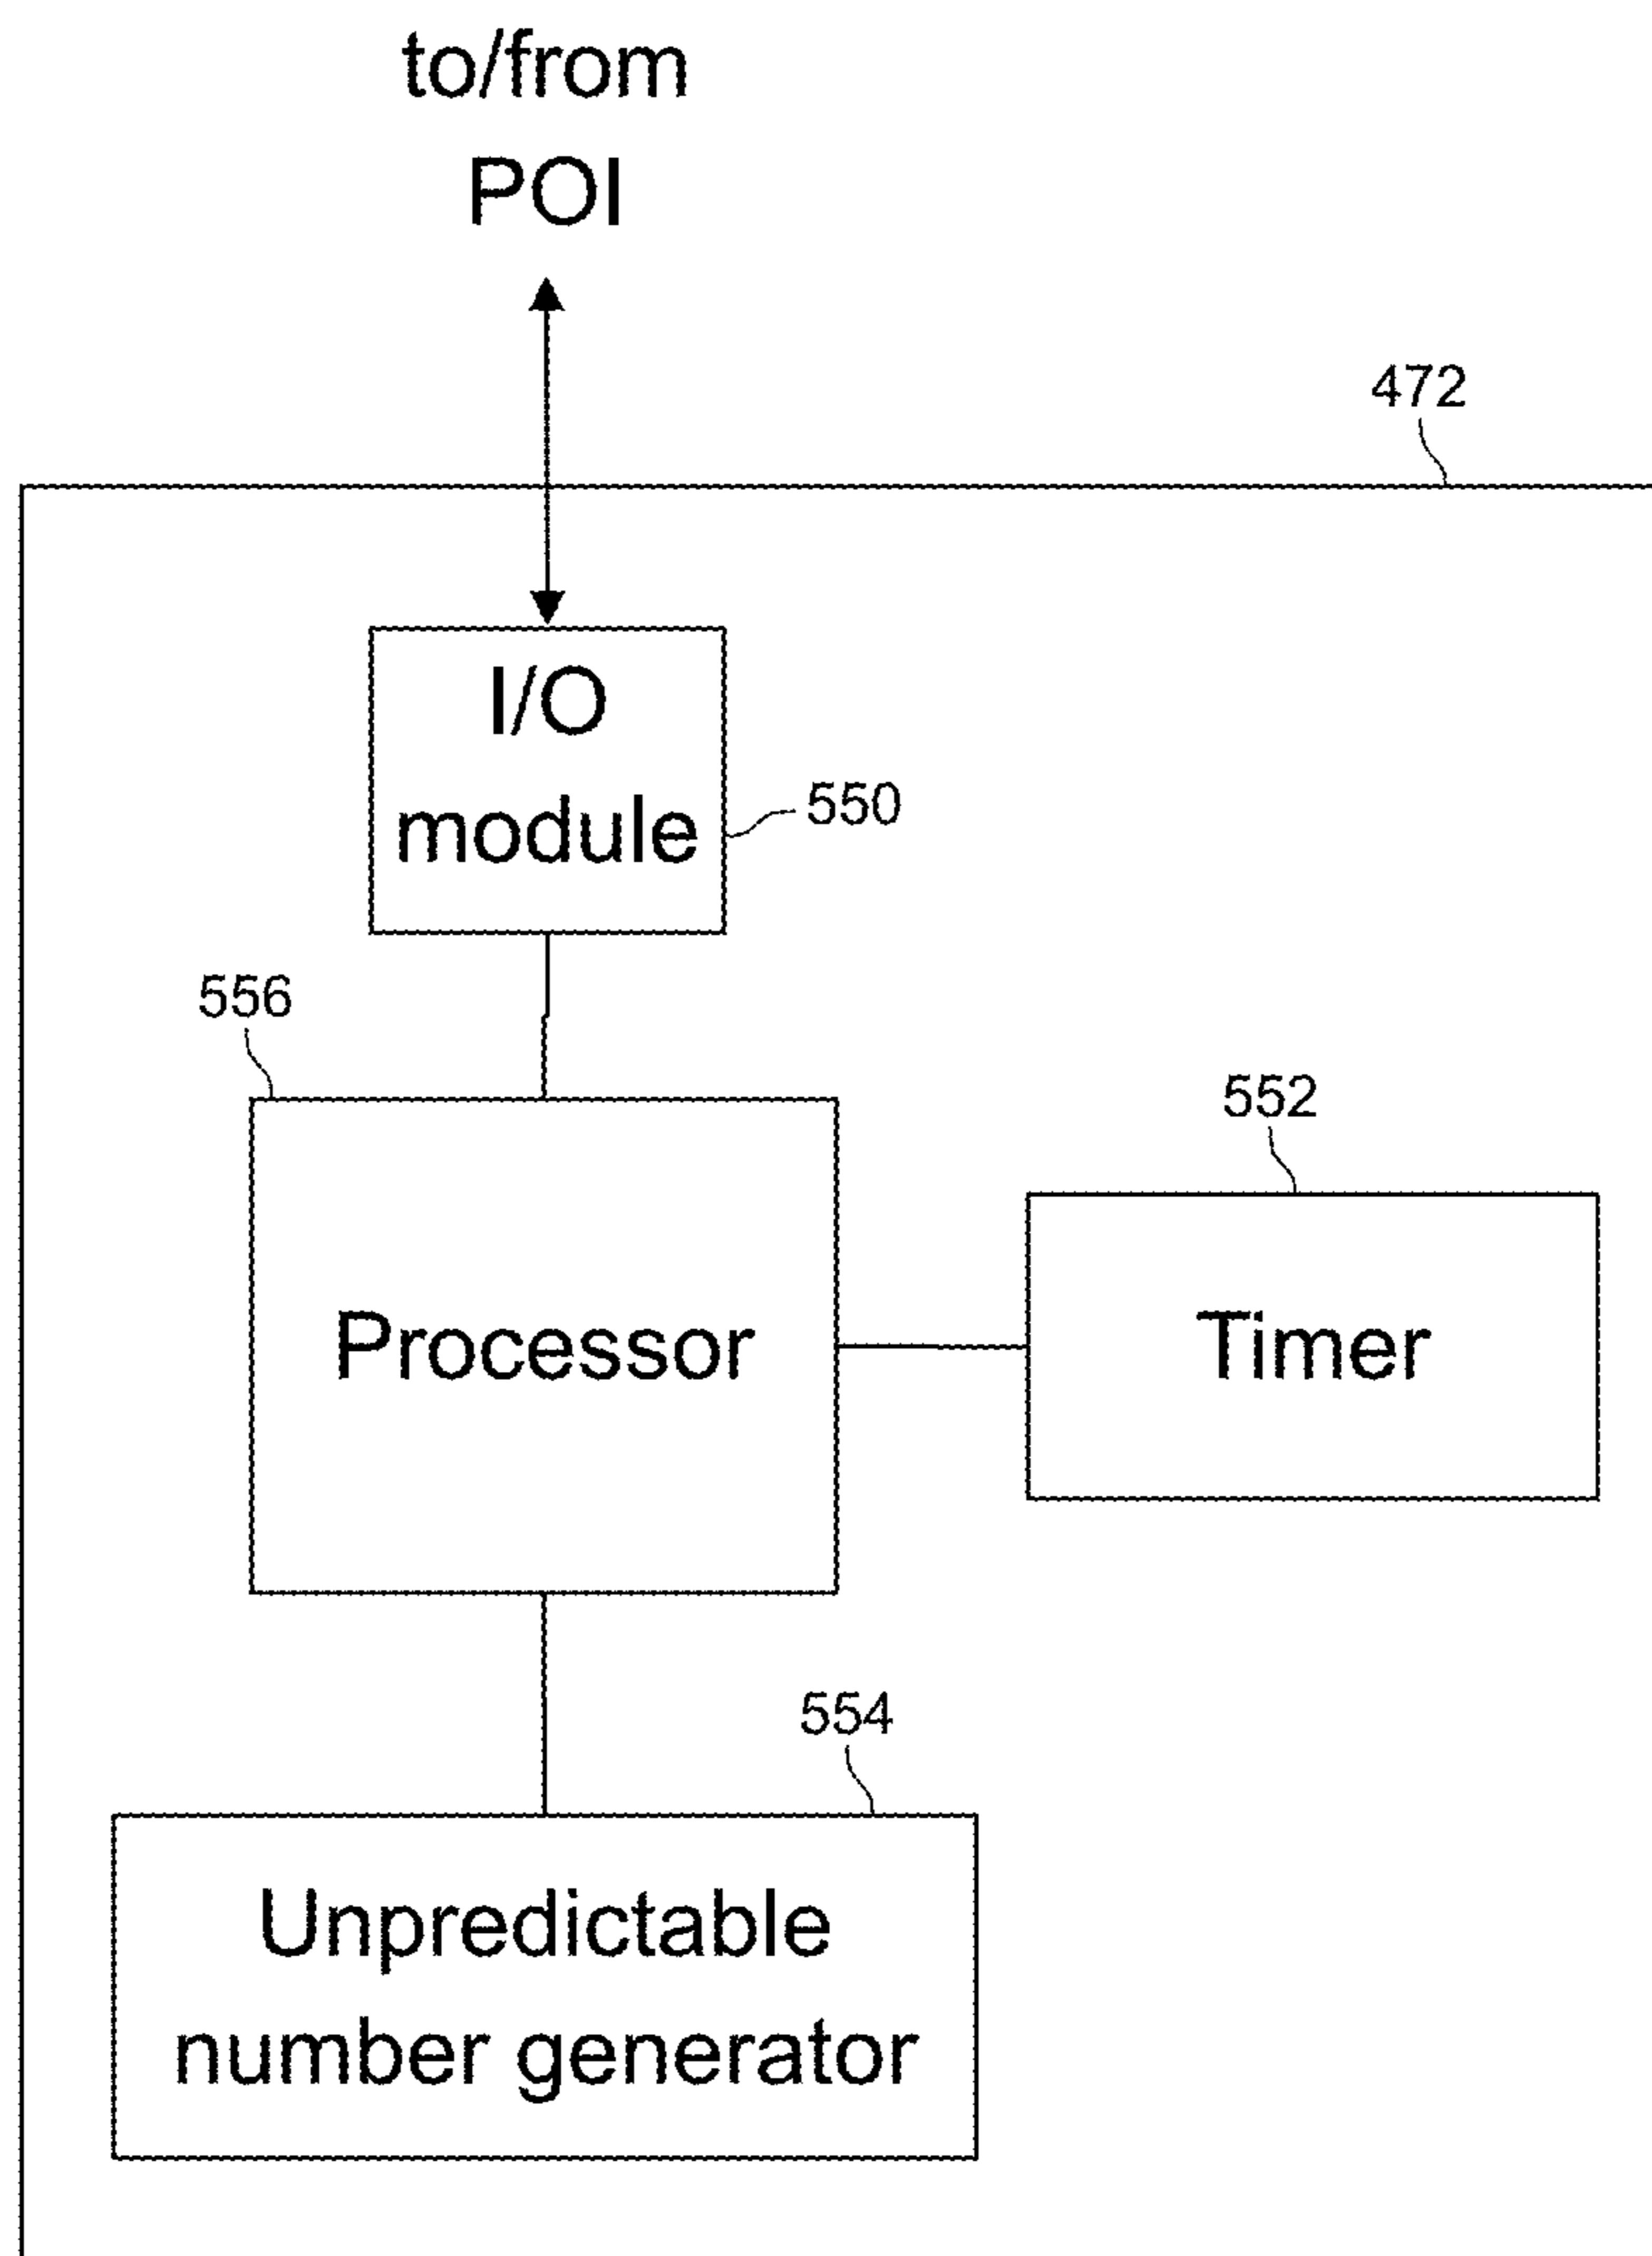 to/from
POI
472
I/O
module
550
556
552
Processor
Timer
554
Unpredictable
number generator